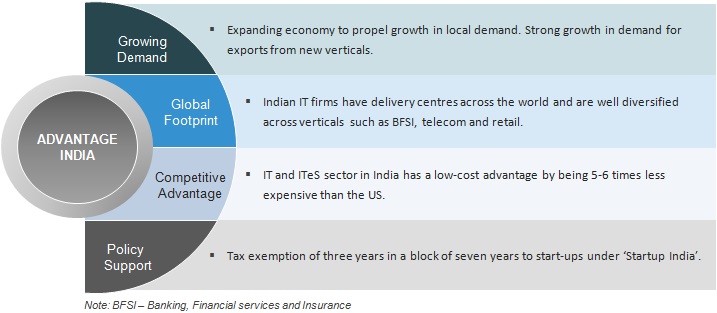 Growing
Demand
▪ Expanding economy to propel growth in local demand. Strong growth in demand for
exports from new verticals.
ADVANTAGE
INDIA
Global
Footprint
▪ Indian IT firms have delivery centres across the world and are well diversified
across verticals such as BFSI, telecom and retail.
Competitive
Advantage
▪ IT and ITeS sector in India has a low-cost advantage by being 5-6 times less
expensive than the US.
Policy
Support
▪ Tax exemption of three years in a block of seven years to start-ups under ‘Startup India’.
Note: BFSI – Banking, Financial services and Insurance